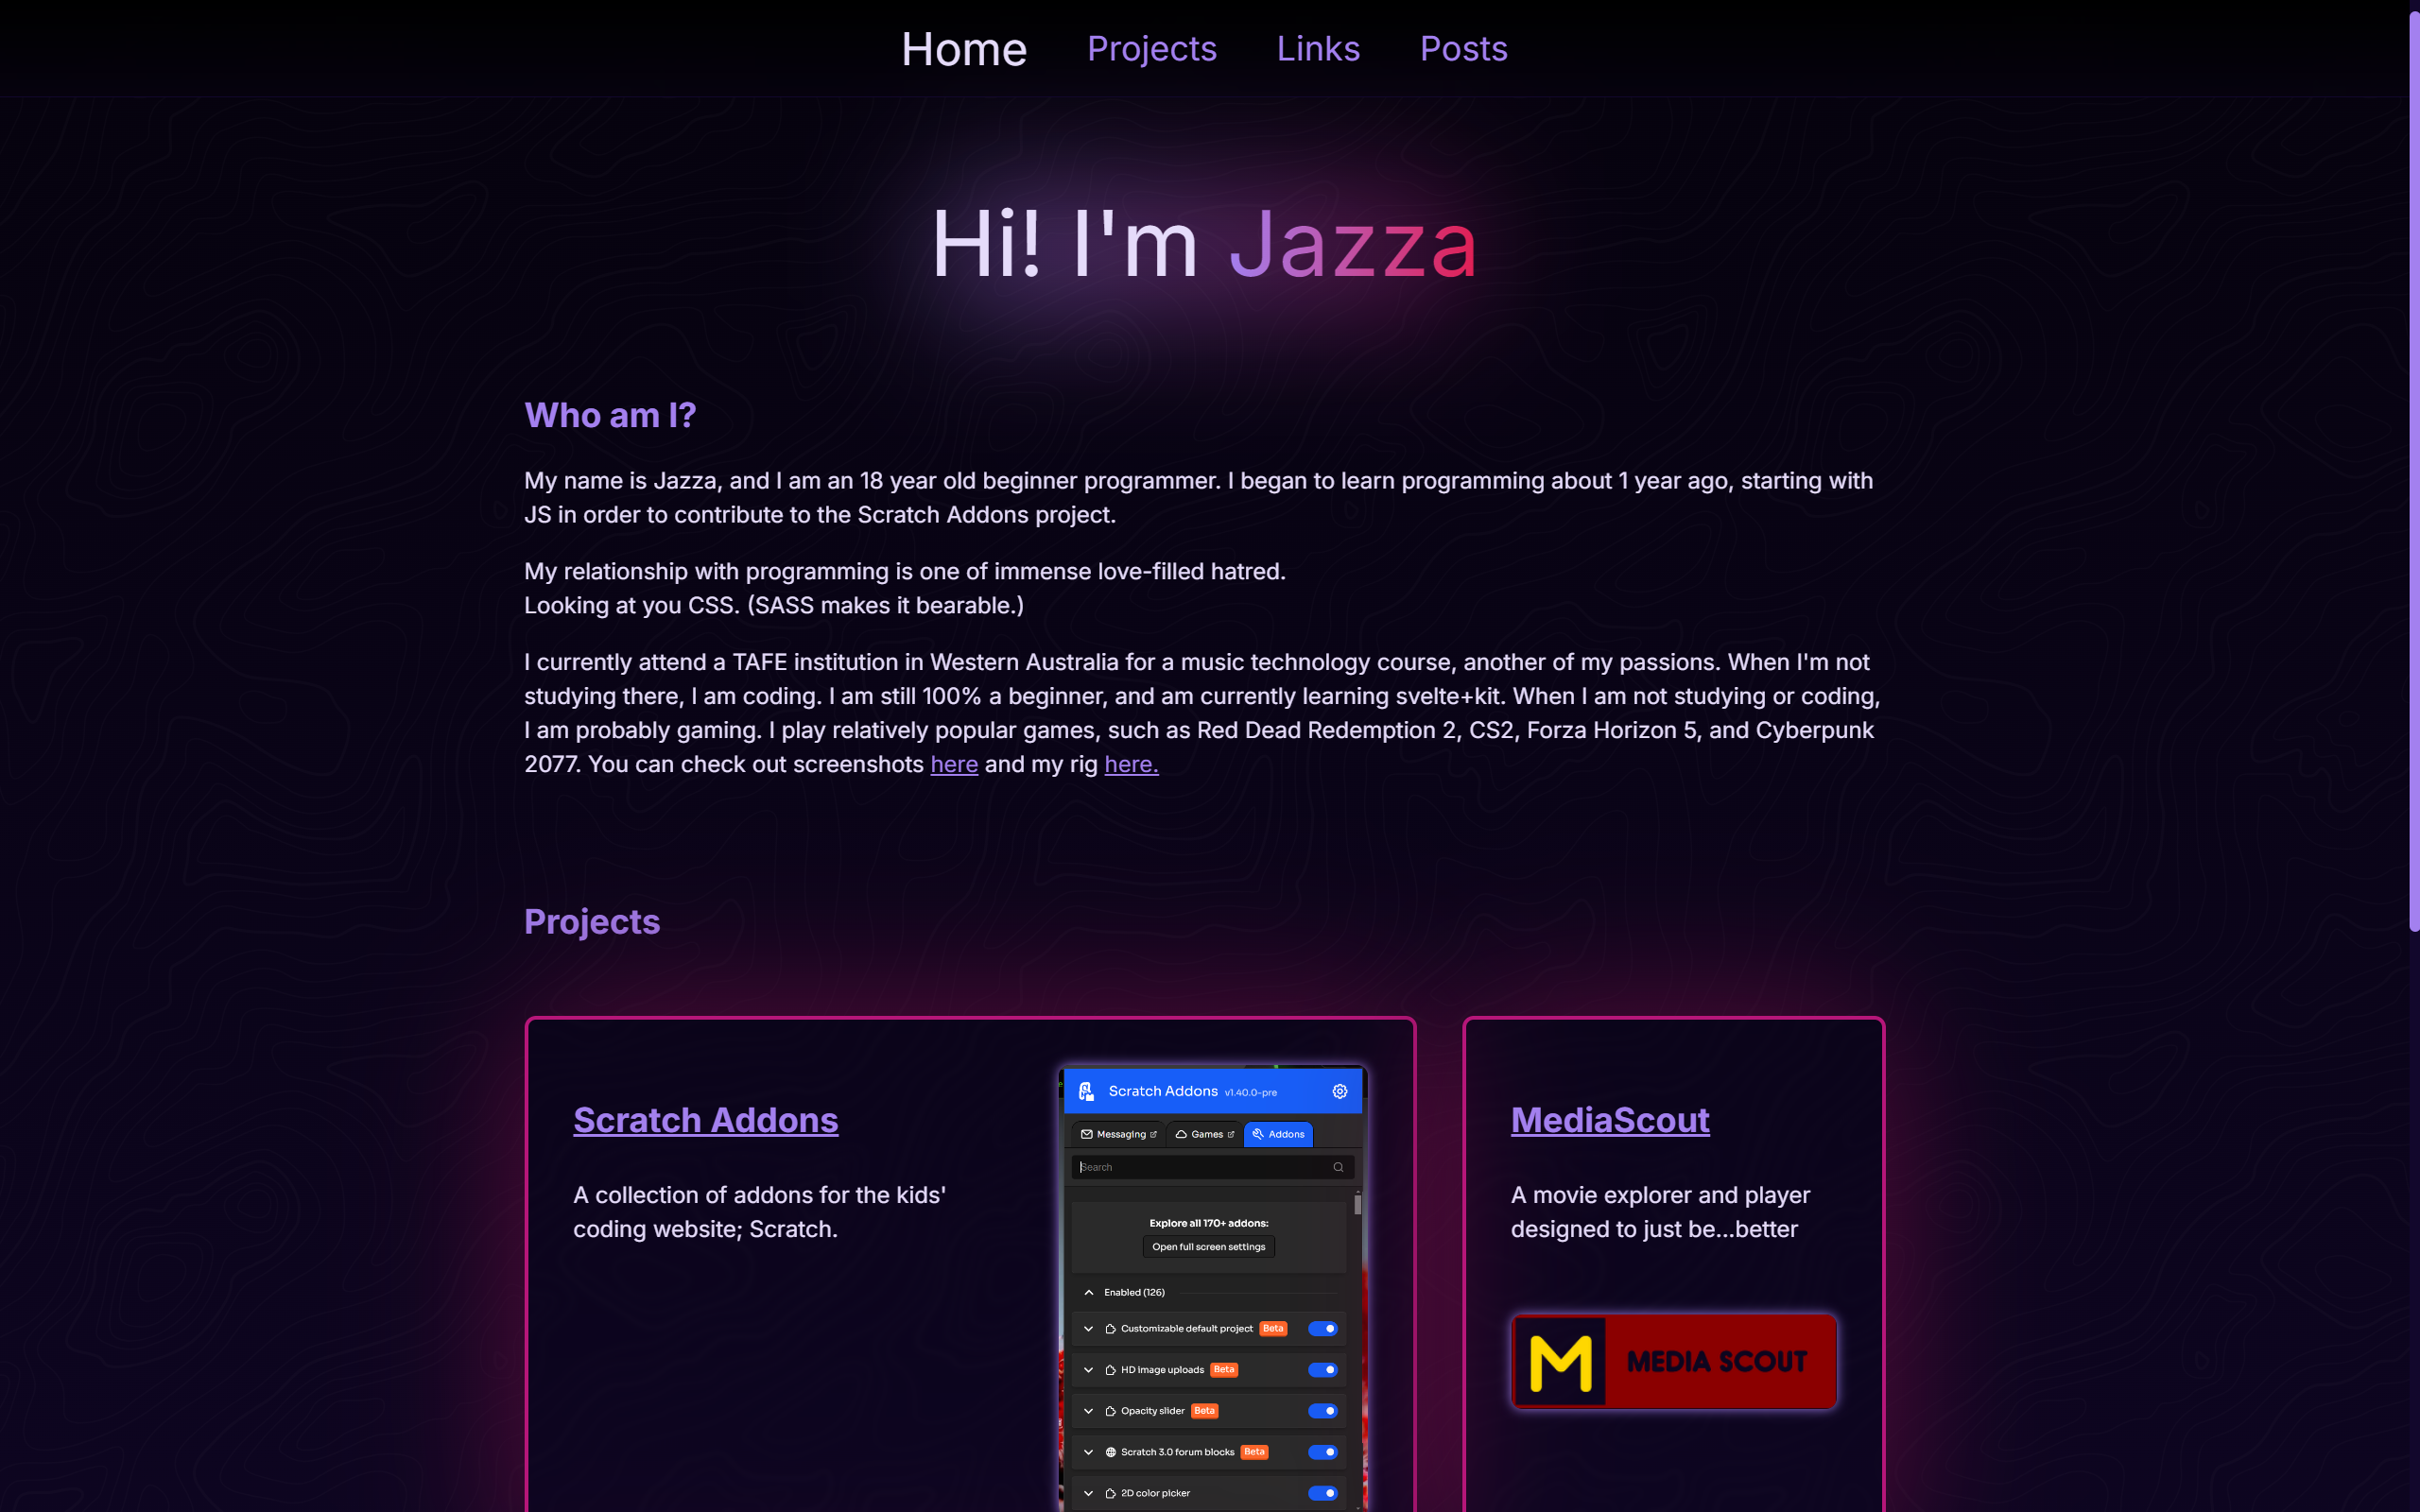 Home Projects Links Posts
Hi! I'm Jazza
Who am I?
My name is Jazza, and I am an 18 year old beginner programmer. I began to learn programming about 1 year ago, starting with
JS in order to contribute to the Scratch Addons project.
My relationship with programming is one of immense love-filled hatred.
Looking at you CSS. (SASS makes it bearable.)
I currently attend a TAFE institution in Western Australia for a music technology course, another of my passions. When I'm not
studying there, I am coding. I am still 100% a beginner, and am currently learning svelte+kit. When I am not studying or coding,
I am probably gaming. I play relatively popular games, such as Red Dead Redemption 2, CS2, Forza Horizon 5, and Cyberpunk
2077. You can check out screenshots here and my rig here.
Projects
Scratch Addons
A collection of addons for the kids'
coding website; Scratch.
Scratch Addons v1.40.0-pre
Messaging Games Addons
Search
Explore all 170+ addons:
Open full screen settings
Enabled (126)
Customizable default project Beta
HD image uploads Beta
Opacity slider Beta
Scratch 3.0 forum blocks Beta
2D color picker
MediaScout
A movie explorer and player
designed to just be...better
M MEDIA SCOUT